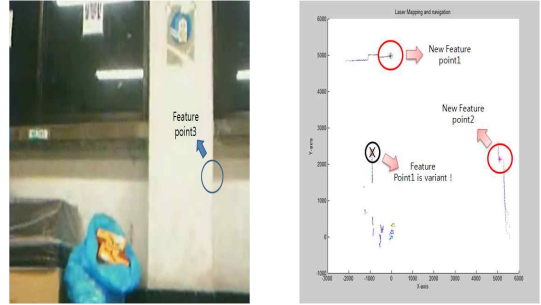 Feature
point3
Laser Mapping and navigation
6000
5000
4000
3000
2000
1000
0
-1000
-3000 -2000 -1000 0 1000 2000 3000 4000 5000 6000
X-axis
Y-axis
New Feature
point1
New Feature
point2
Feature
Point1 is variant !